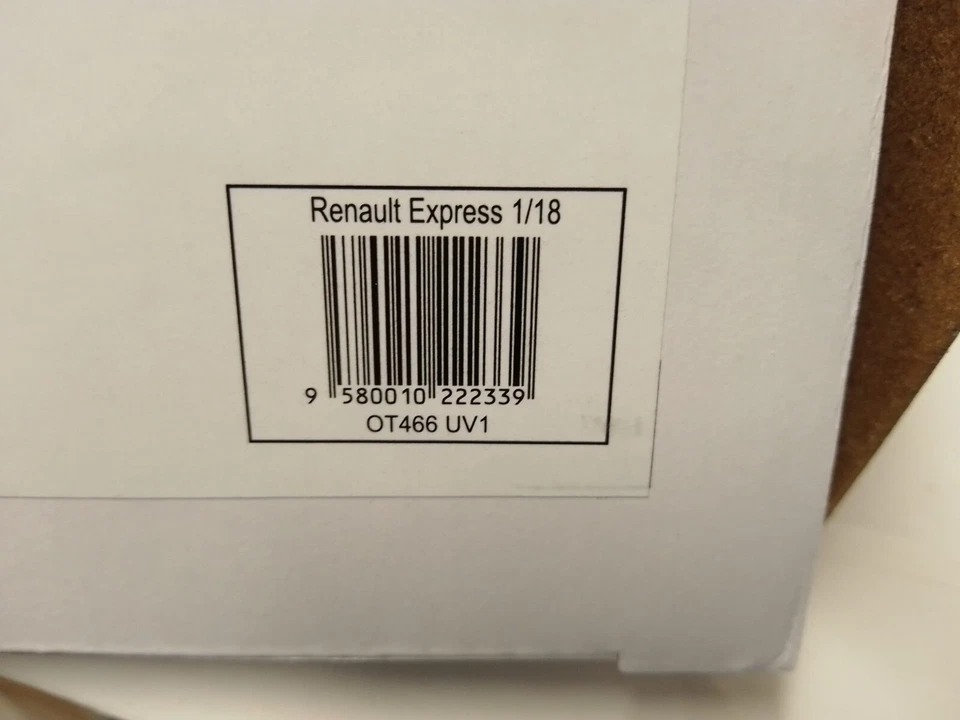 Renault Express 1/18
9 580010 222339
OT466 UV1